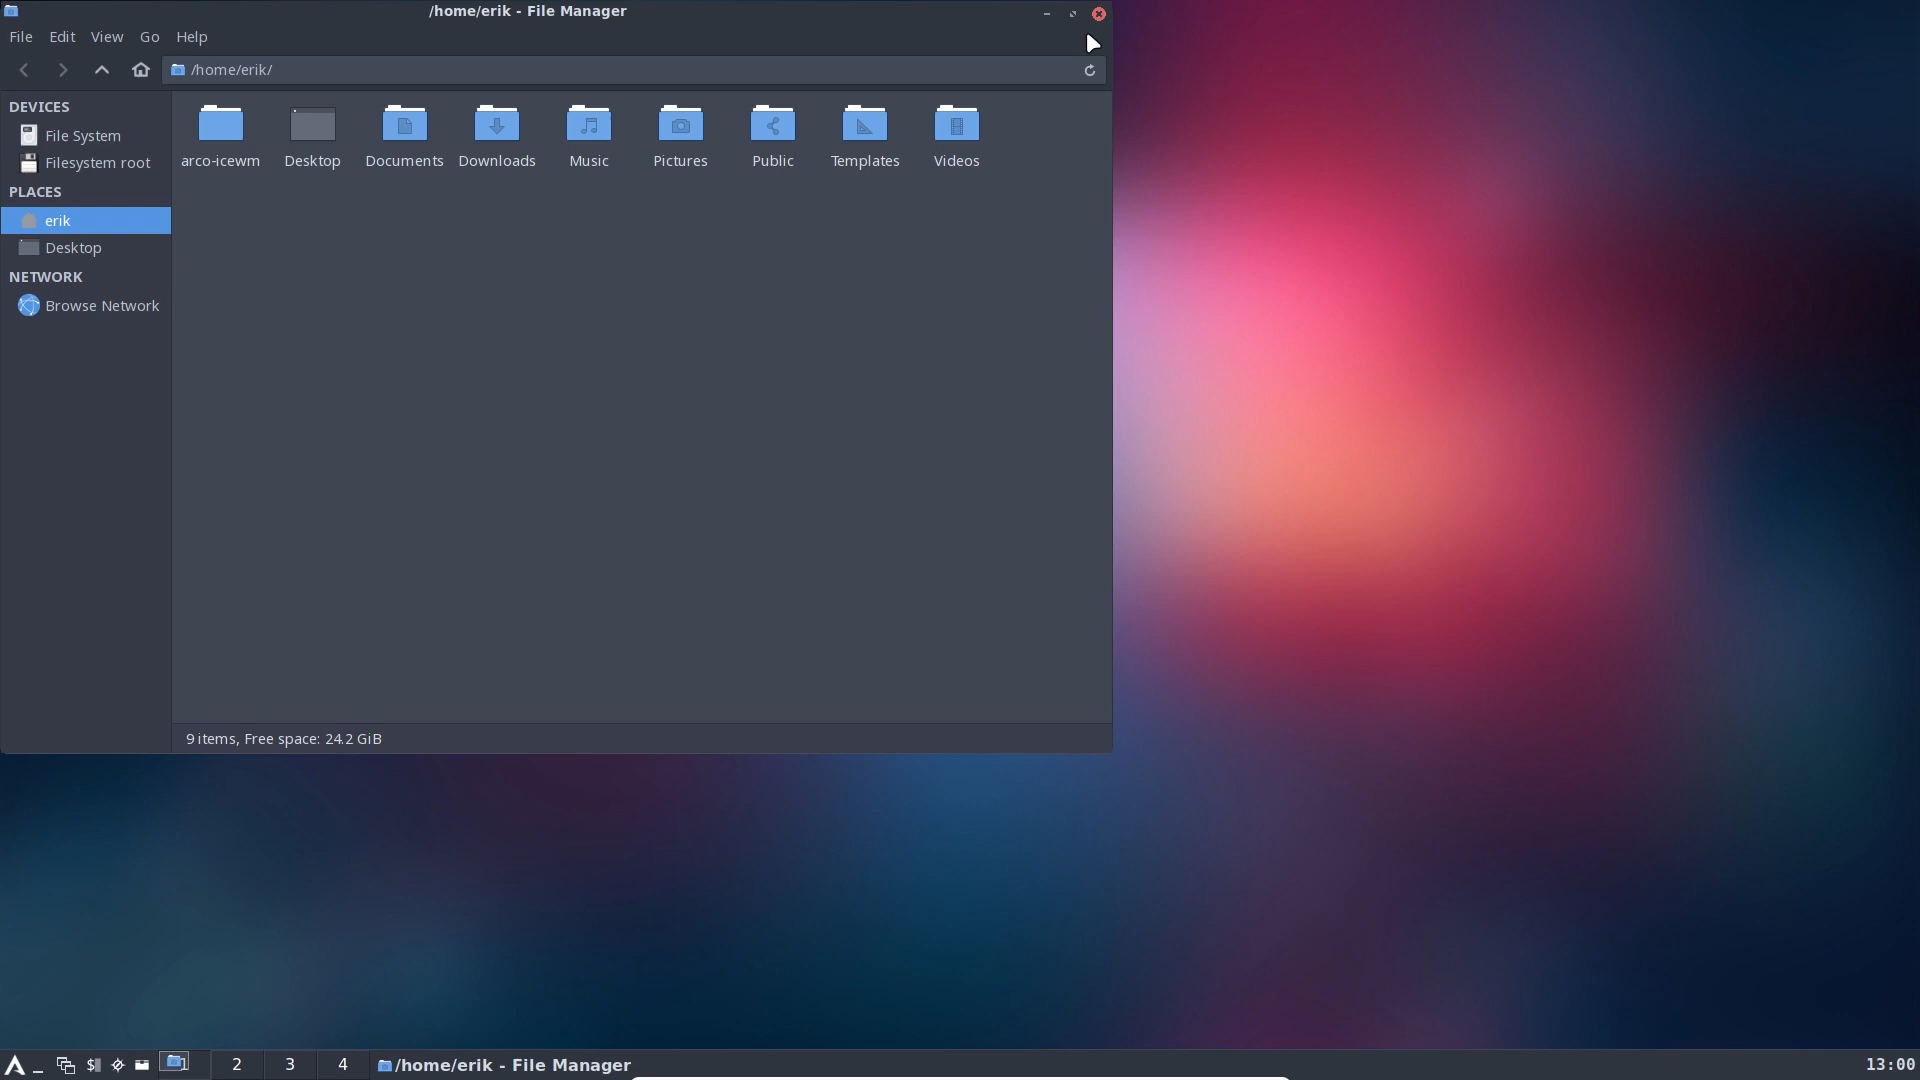 /home/erik - File Manager
File Edit View Go Help
/home/erik/
DEVICES
File System
Filesystem root
PLACES
erik
Desktop
NETWORK
Browse Network
arco-icewm Desktop Documents Downloads Music Pictures Public Templates Videos
9 items, Free space: 24.2 GiB
$ 1 2 3 4 /home/erik - File Manager 13:00